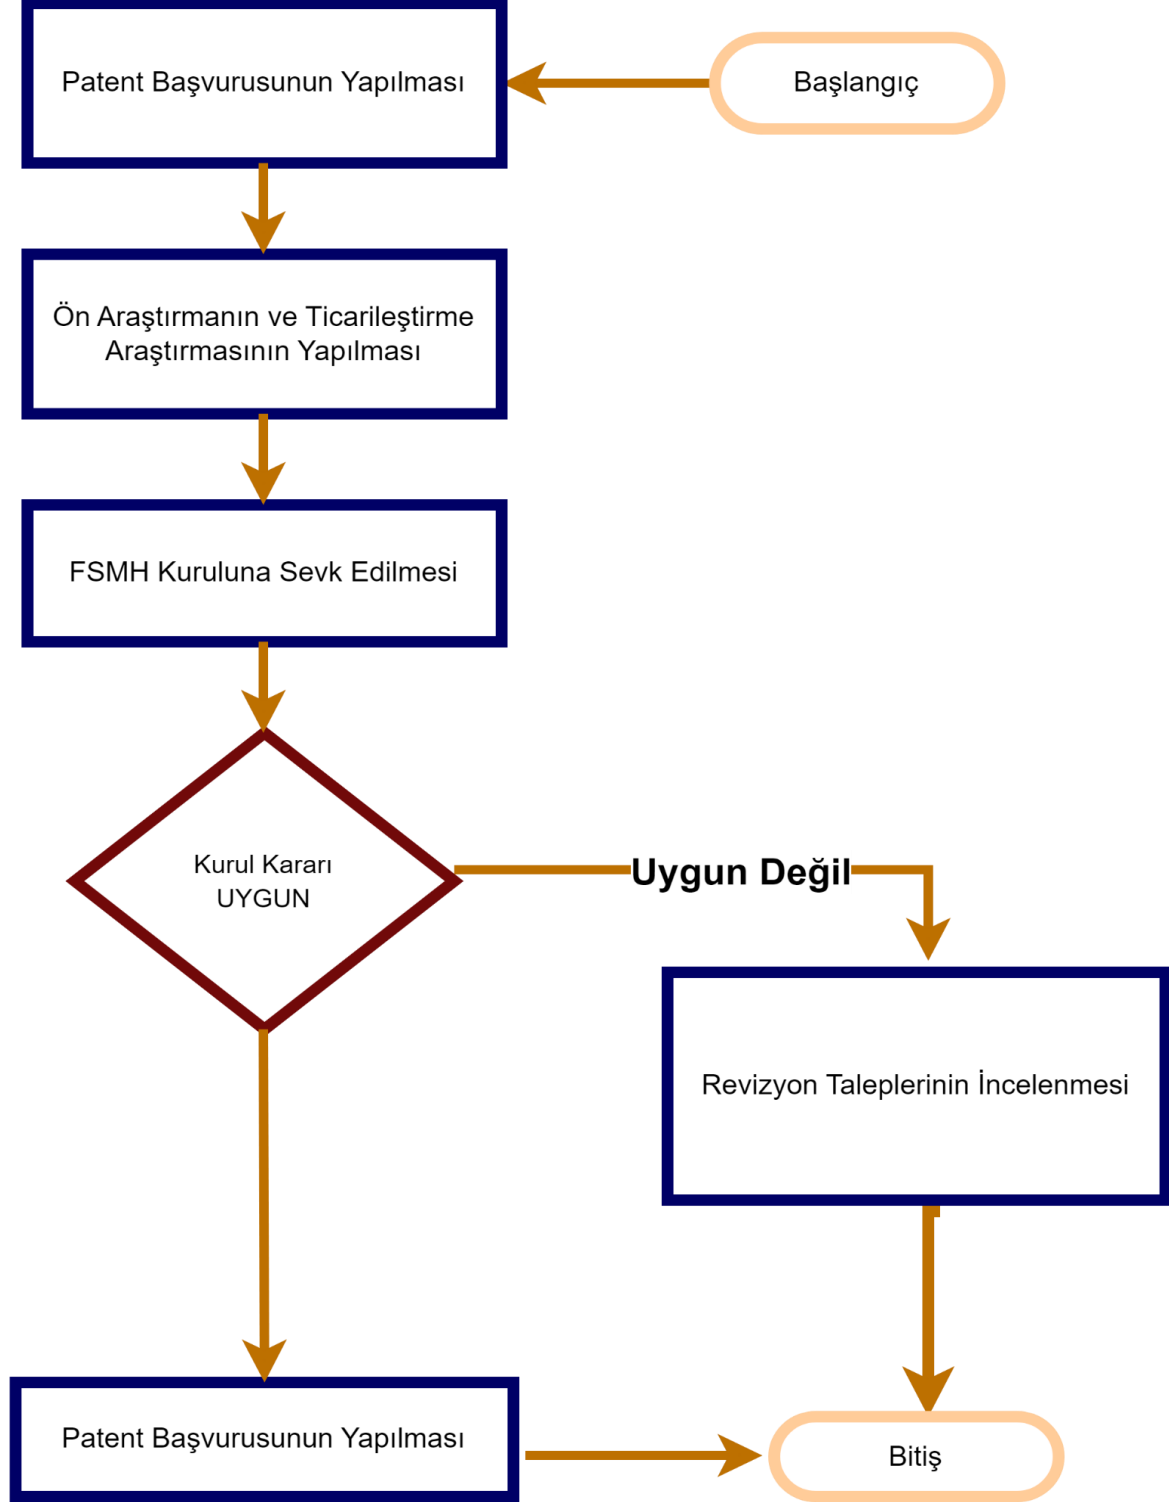 Patent Başvurusunun Yapılması
Başlangıç
Ön Araştırmanın ve Ticarileştirme
Araştırmasının Yapılması
FSMH Kuruluna Sevk Edilmesi
Kurul Kararı
UYGUN
Uygun Değil
Revizyon Taleplerinin İncelenmesi
Patent Başvurusunun Yapılması
Bitiş